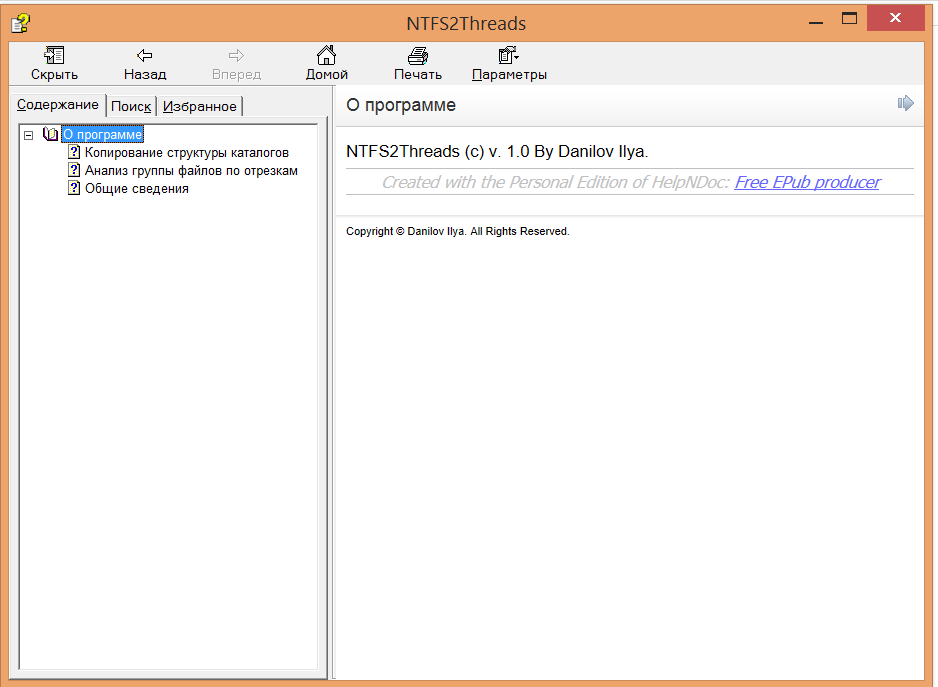 NTFS2Threads
Скрыть Назад Вперед Домой Печать Параметры
Содержание Поиск Избранное
О программе
Копирование структуры каталогов
Анализ группы файлов по отрезкам
Общие сведения
О программе
NTFS2Threads (c) v. 1.0 By Danilov Ilya.
Created with the Personal Edition of HelpNDoc: Free EPub producer
Copyright © Danilov Ilya. All Rights Reserved.